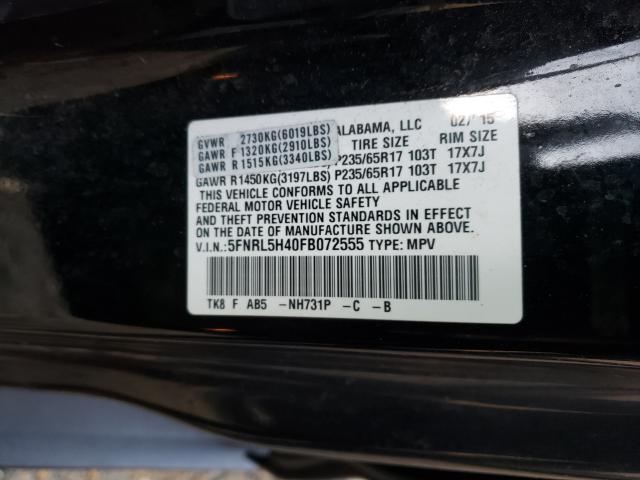 ALABAMA, LLC 02/15
GVWR 2730KG(6019LBS) TIRE SIZE RIM SIZE
GAWR F 1320KG(2910LBS) P235/65R17 103T 17X7J
GAWR R 1515KG(3340LBS)
GAWR R1450KG(3197LBS) P235/65R17 103T 17X7J
THIS VEHICLE CONFORMS TO ALL APPLICABLE
FEDERAL MOTOR VEHICLE SAFETY
AND THEFT PREVENTION STANDARDS IN EFFECT
ON THE DATE OF MANUFACTURE SHOWN ABOVE.
V.I.N.:5FNRL5H40FB072555 TYPE: MPV
TK8 F AB5 -NH731P -C -B